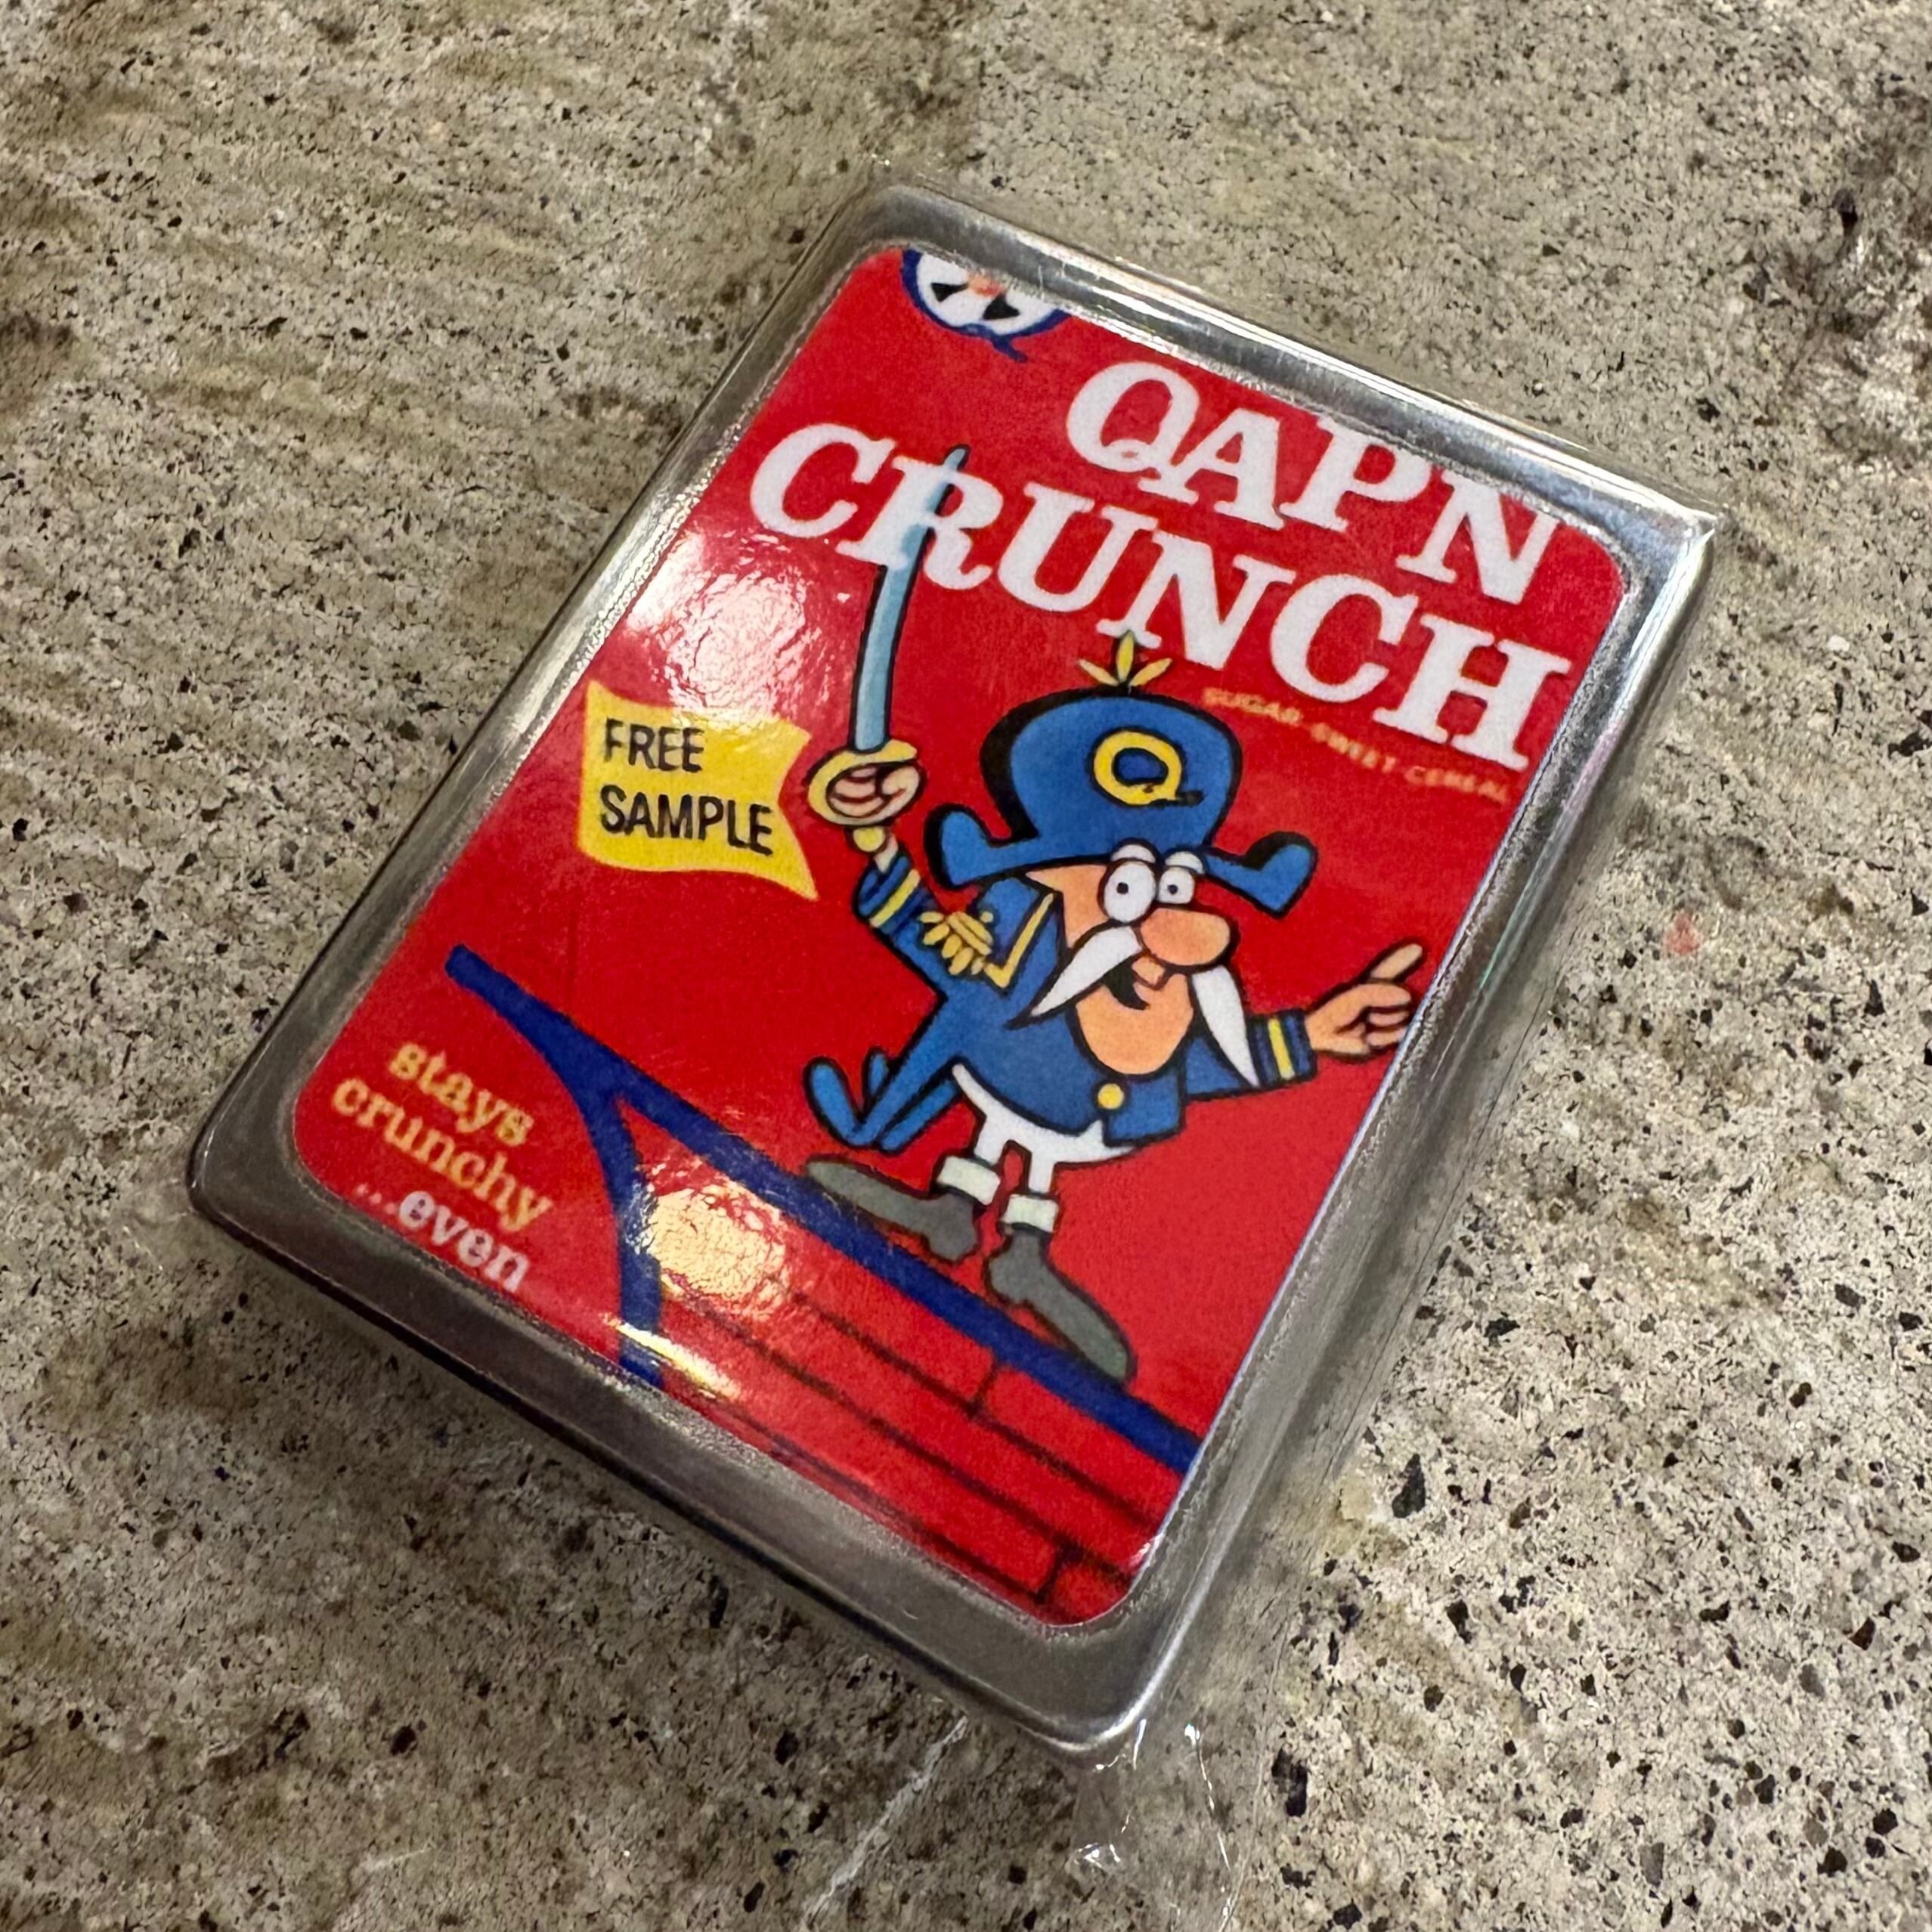 QAPN
CRUNCH
SUGAR-SWEET CEREAL
FREE
SAMPLE
Q
stays
crunchy
...even